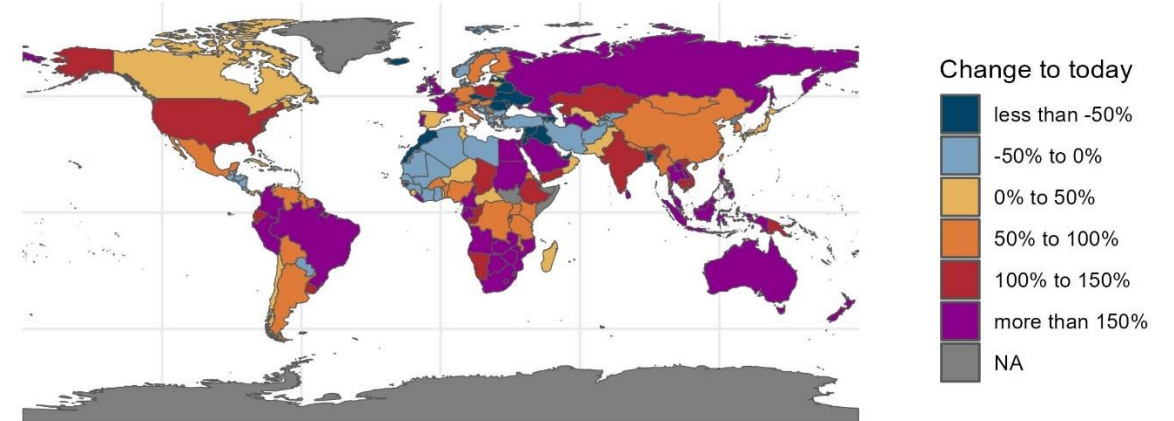 Change to today
less than -50%
-50% to 0%
0% to 50%
50% to 100%
100% to 150%
more than 150%
NA